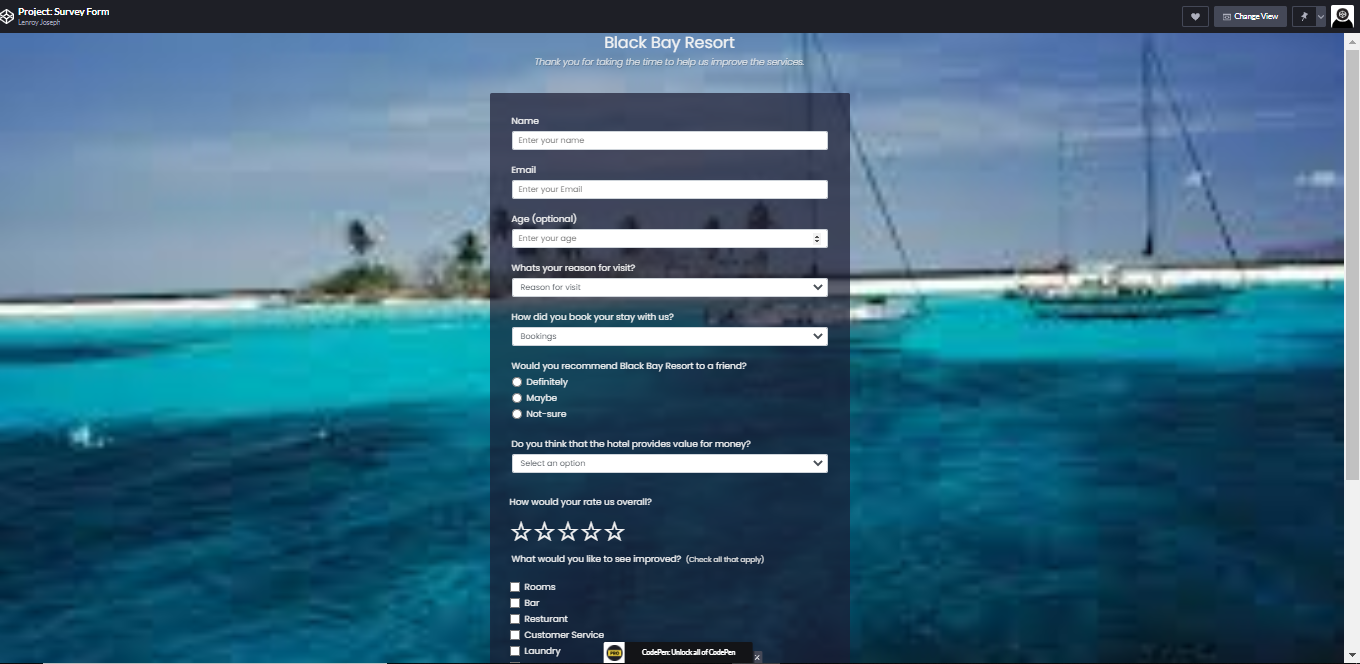 Project: Survey Form
Lenroy Joseph
Change View
Black Bay Resort
Thank you for taking the time to help us improve the services.
Name
Enter your name
Email
Enter your Email
Age (optional)
Enter your age
Whats your reason for visit?
Reason for visit
How did you book your stay with us?
Bookings
Would you recommend Black Bay Resort to a friend?
Definitely
Maybe
Not-sure
Do you think that the hotel provides value for money?
Select an option
How would your rate us overall?
What would you like to see improved? (Check all that apply)
Rooms
Bar
Resturant
Customer Service
Laundry
PRO CodePen: Unlock all of CodePen X